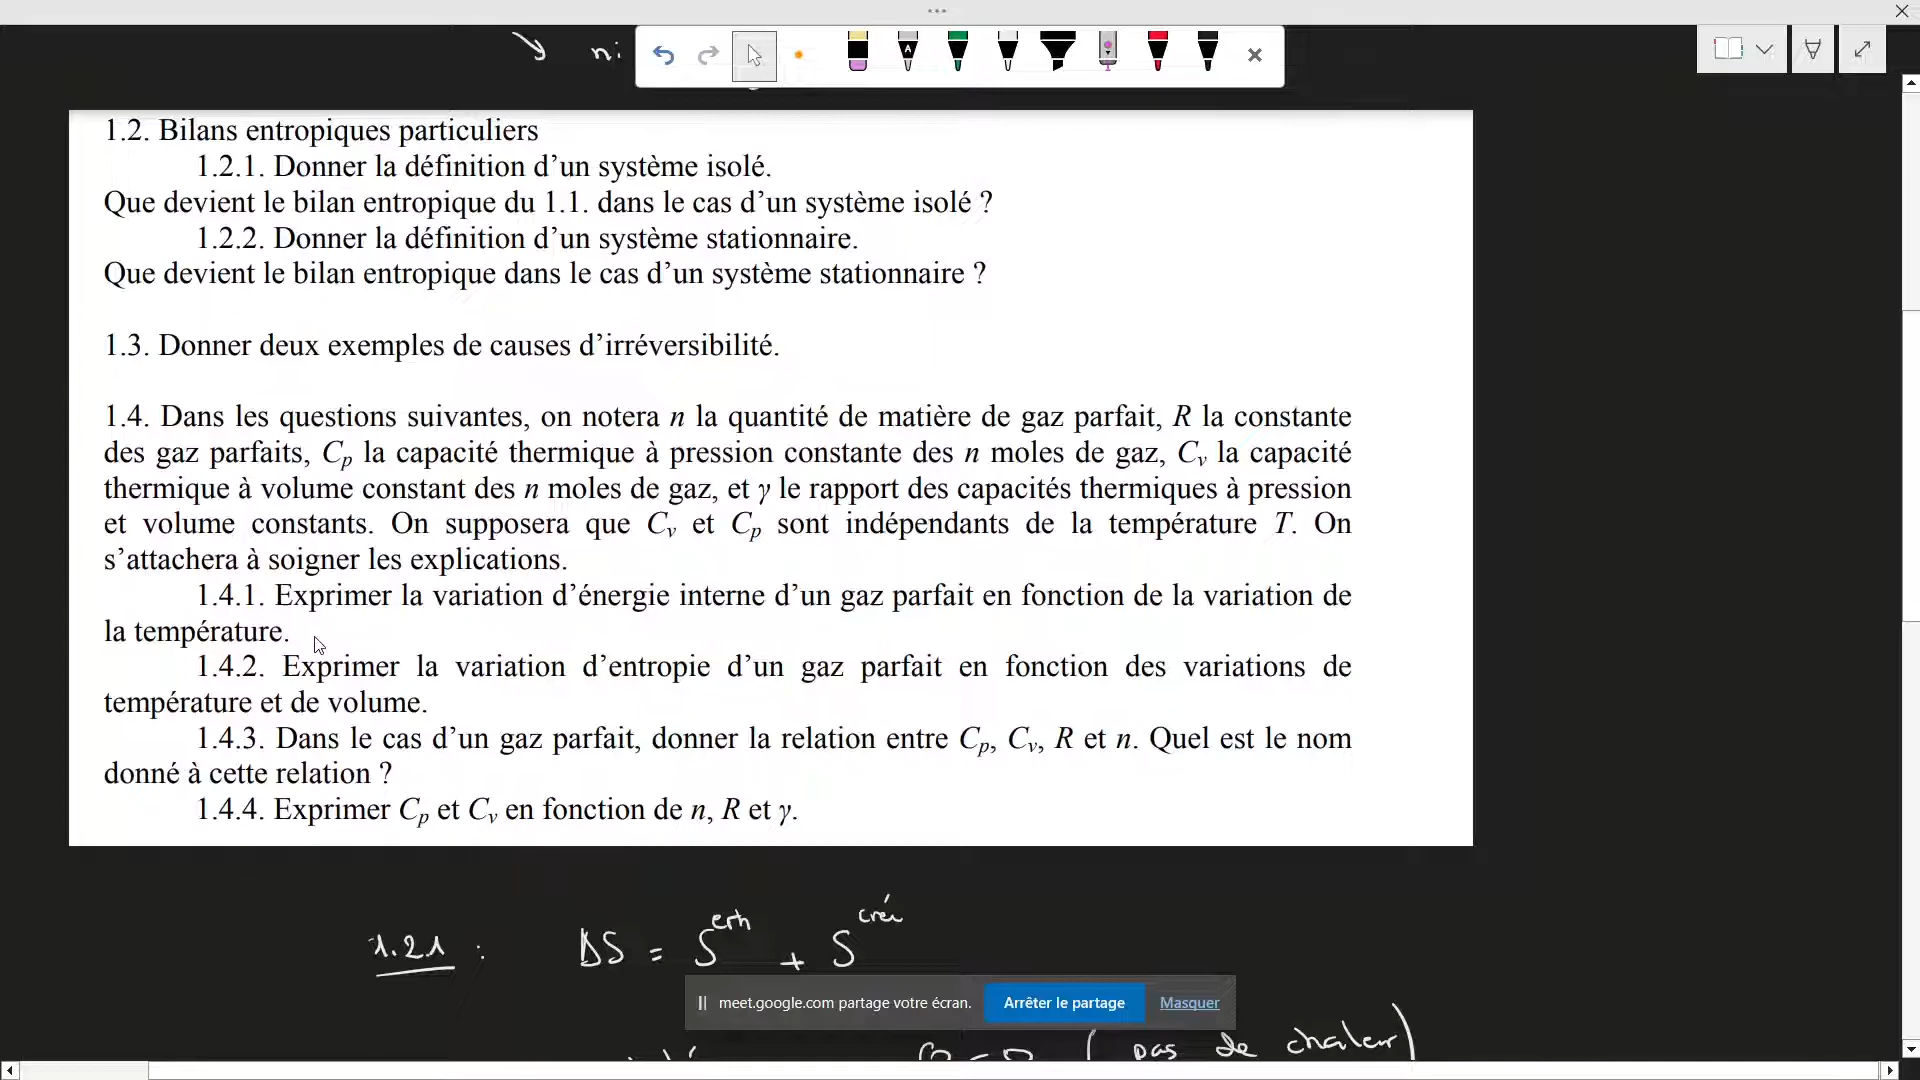 ni
1.2. Bilans entropiques particuliers
1.2.1. Donner la définition d’un système isolé.
Que devient le bilan entropique du 1.1. dans le cas d’un système isolé ?
1.2.2. Donner la définition d’un système stationnaire.
Que devient le bilan entropique dans le cas d’un système stationnaire ?
1.3. Donner deux exemples de causes d’irréversibilité.
1.4. Dans les questions suivantes, on notera n la quantité de matière de gaz parfait, R la constante
des gaz parfaits, Cp la capacité thermique à pression constante des n moles de gaz, Cv la capacité
thermique à volume constant des n moles de gaz, et γ le rapport des capacités thermiques à pression
et volume constants. On supposera que Cv et Cp sont indépendants de la température T. On
s’attachera à soigner les explications.
1.4.1. Exprimer la variation d’énergie interne d’un gaz parfait en fonction de la variation de
la température.
1.4.2. Exprimer la variation d’entropie d’un gaz parfait en fonction des variations de
température et de volume.
1.4.3. Dans le cas d’un gaz parfait, donner la relation entre Cp, Cv, R et n. Quel est le nom
donné à cette relation ?
1.4.4. Exprimer Cp et Cv en fonction de n, R et γ.
1.2.1 : ΔS = S^ech + S^créé
meet.google.com partage votre écran. Arrêter le partage Masquer
(pas de chaleur)